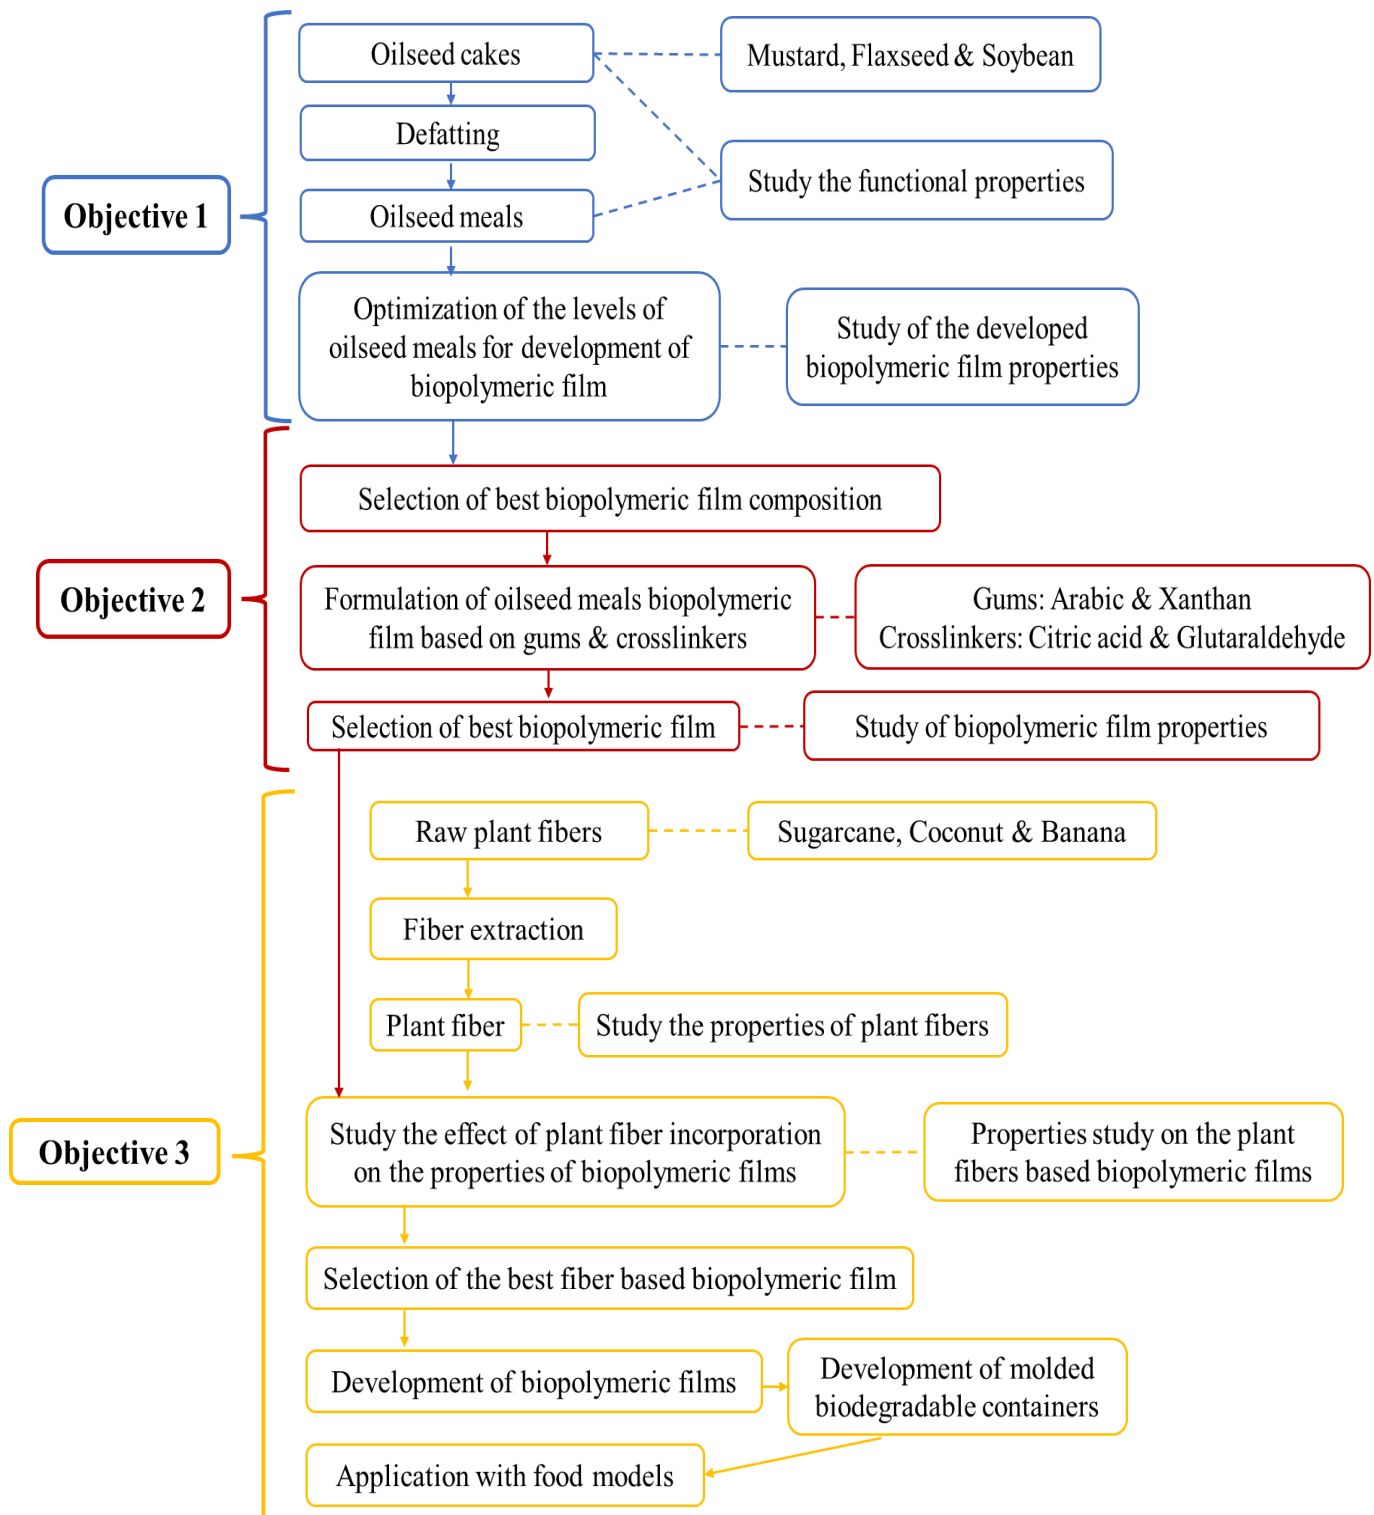 Objective 1
Oilseed cakes
Mustard, Flaxseed & Soybean
Defatting
Study the functional properties
Oilseed meals
Optimization of the levels of
oilseed meals for development of
biopolymeric film
Study of the developed
biopolymeric film properties
Objective 2
Selection of best biopolymeric film composition
Formulation of oilseed meals biopolymeric
film based on gums & crosslinkers
Gums: Arabic & Xanthan
Crosslinkers: Citric acid & Glutaraldehyde
Selection of best biopolymeric film
Study of biopolymeric film properties
Objective 3
Raw plant fibers
Sugarcane, Coconut & Banana
Fiber extraction
Plant fiber
Study the properties of plant fibers
Study the effect of plant fiber incorporation
on the properties of biopolymeric films
Properties study on the plant
fibers based biopolymeric films
Selection of the best fiber based biopolymeric film
Development of biopolymeric films
Development of molded
biodegradable containers
Application with food models